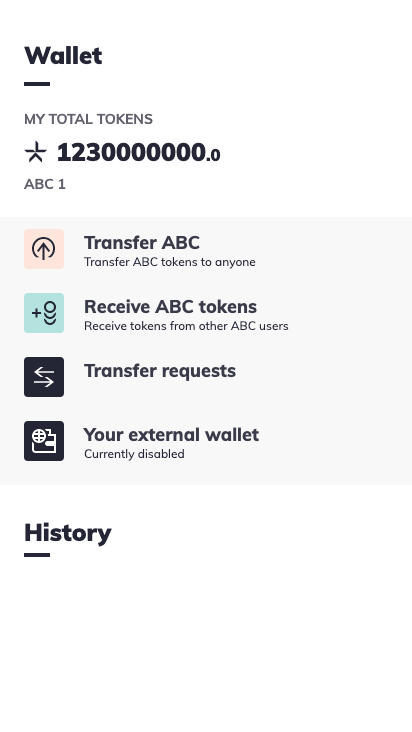 Wallet
MY TOTAL TOKENS
1230000000.0
ABC 1
Transfer ABC
Transfer ABC tokens to anyone
Receive ABC tokens
Receive tokens from other ABC users
Transfer requests
Your external wallet
Currently disabled
History